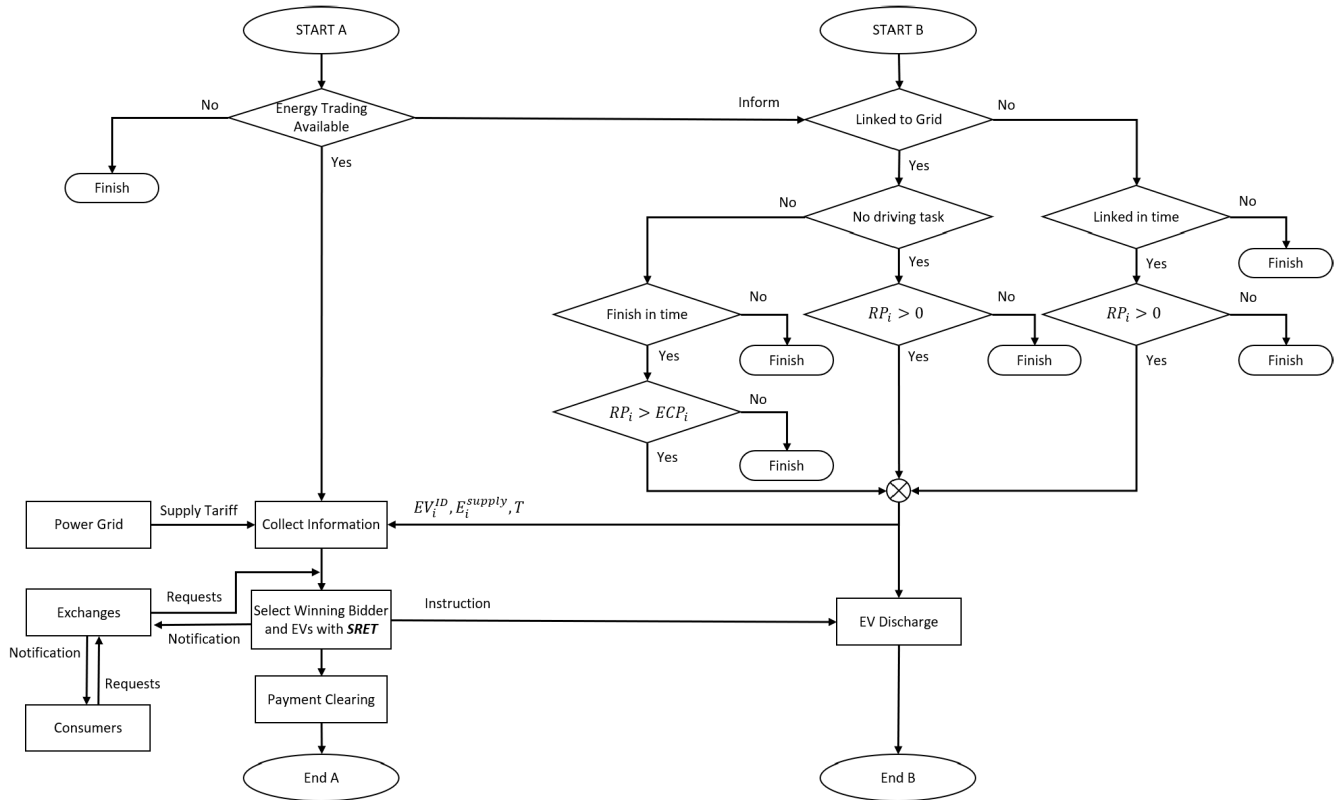 START A
START B
No
Energy Trading
Available
Inform
Linked to Grid
No
Yes
Yes
Finish
No
No driving task
Linked in time
No
Yes
Yes
Finish
Finish in time
No
$RP_i > 0$
No
$RP_i > 0$
No
Yes
Finish
Yes
Finish
Yes
Finish
$RP_i > ECP_i$
No
Yes
Finish
Power Grid
Supply Tariff
Collect Information
$EV_i^{ID}, E_i^{supply}, T$
Exchanges
Requests
Select Winning Bidder
and EVs with SRET
Instruction
EV Discharge
Notification
Notification
Requests
Payment Clearing
Consumers
End A
End B